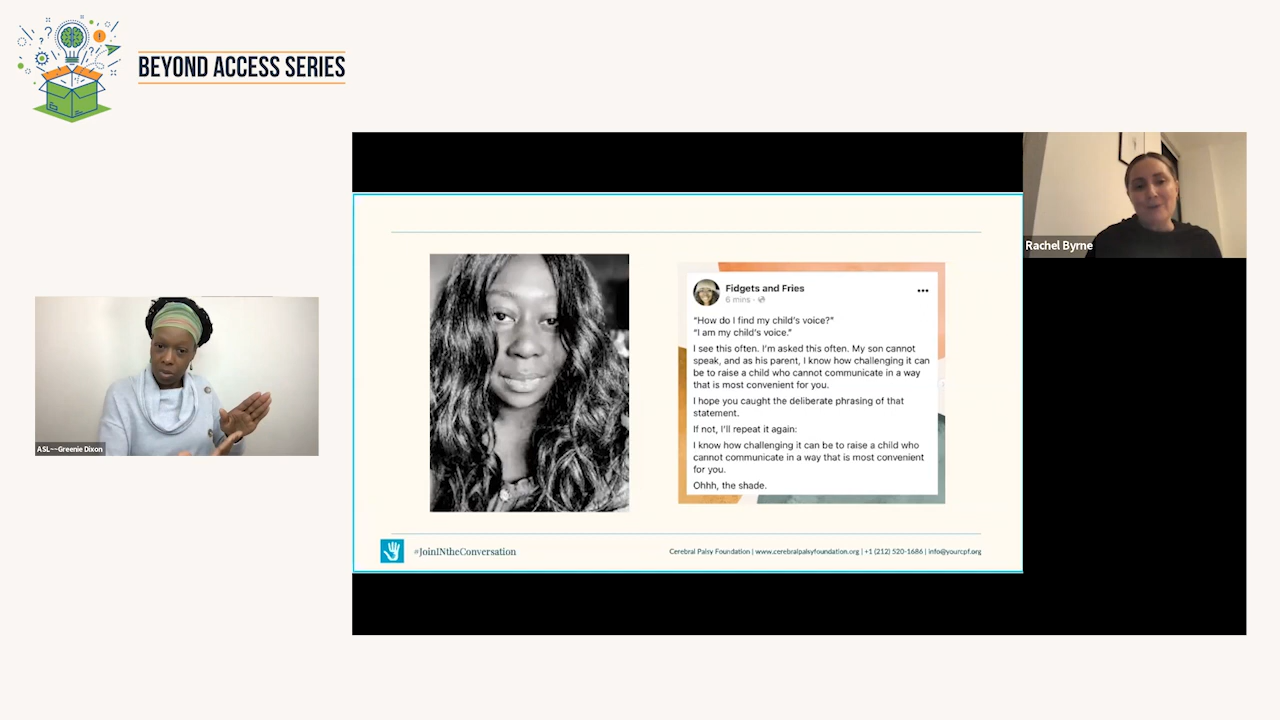 BEYOND ACCESS SERIES
Rachel Byrne
Fidgets and Fries
6 mins ·
"How do I find my child's voice?"
"I am my child's voice."
I see this often. I'm asked this often. My son cannot
speak, and as his parent, I know how challenging it can
be to raise a child who cannot communicate in a way
that is most convenient for you.
I hope you caught the deliberate phrasing of that
statement.
If not, I'll repeat it again:
I know how challenging it can be to raise a child who
cannot communicate in a way that is most convenient
for you.
Ohhh, the shade.
ASL--Greenie Dixon
#JoinINtheConversation
Cerebral Palsy Foundation | www.cerebralpalsyfoundation.org | +1 (212) 520-1686 | info@yourcpf.org